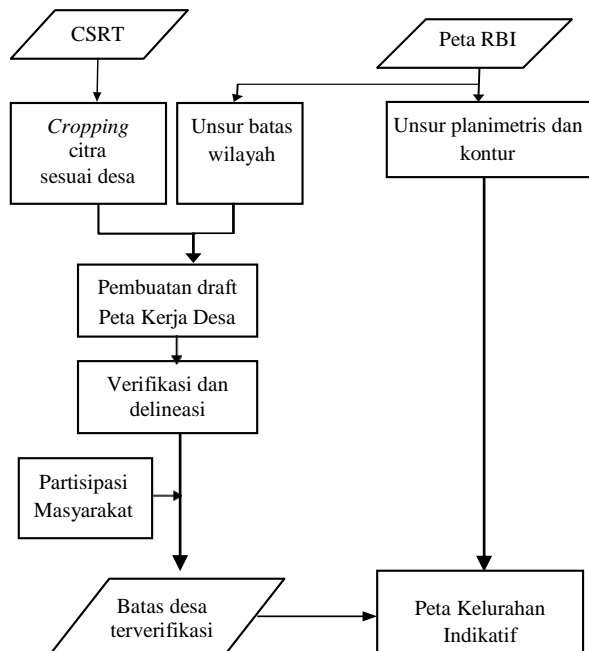 CSRT
Peta RBI
Cropping
citra
sesuai desa
Unsur batas
wilayah
Unsur planimetris dan
kontur
Pembuatan draft
Peta Kerja Desa
Verifikasi dan
delineasi
Partisipasi
Masyarakat
Batas desa
terverifikasi
Peta Kelurahan
Indikatif